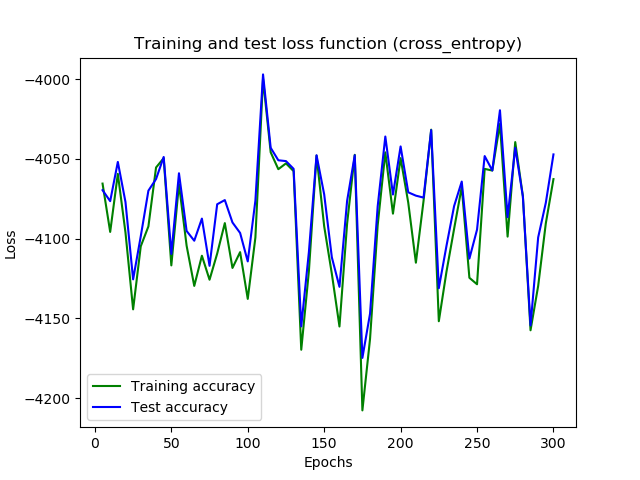 Training and test loss function (cross_entropy)
−4000
−4050
−4100
−4150
−4200
Loss
Training accuracy
Test accuracy
0 50 100 150 200 250 300
Epochs